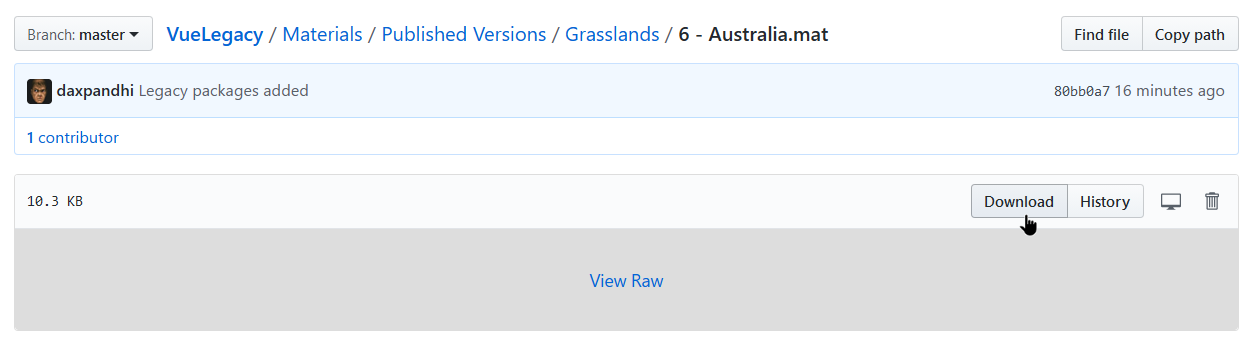 Branch: master VueLegacy / Materials / Published Versions / Grasslands / 6 - Australia.mat Find file Copy path
daxpandhi Legacy packages added 80bb0a7 16 minutes ago
1 contributor
10.3 KB Download History
View Raw